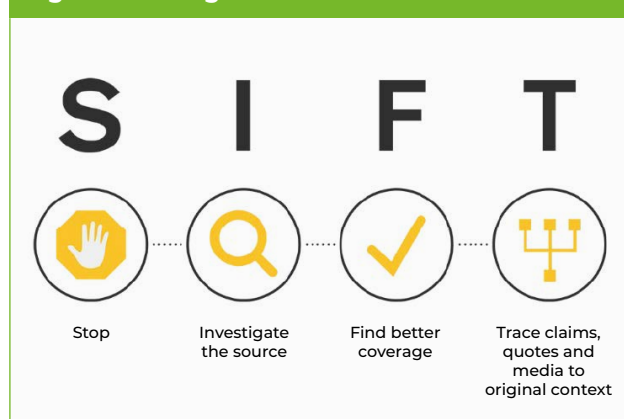 S I F T
Stop
Investigate
the source
Find better
coverage
Trace claims,
quotes and
media to
original context